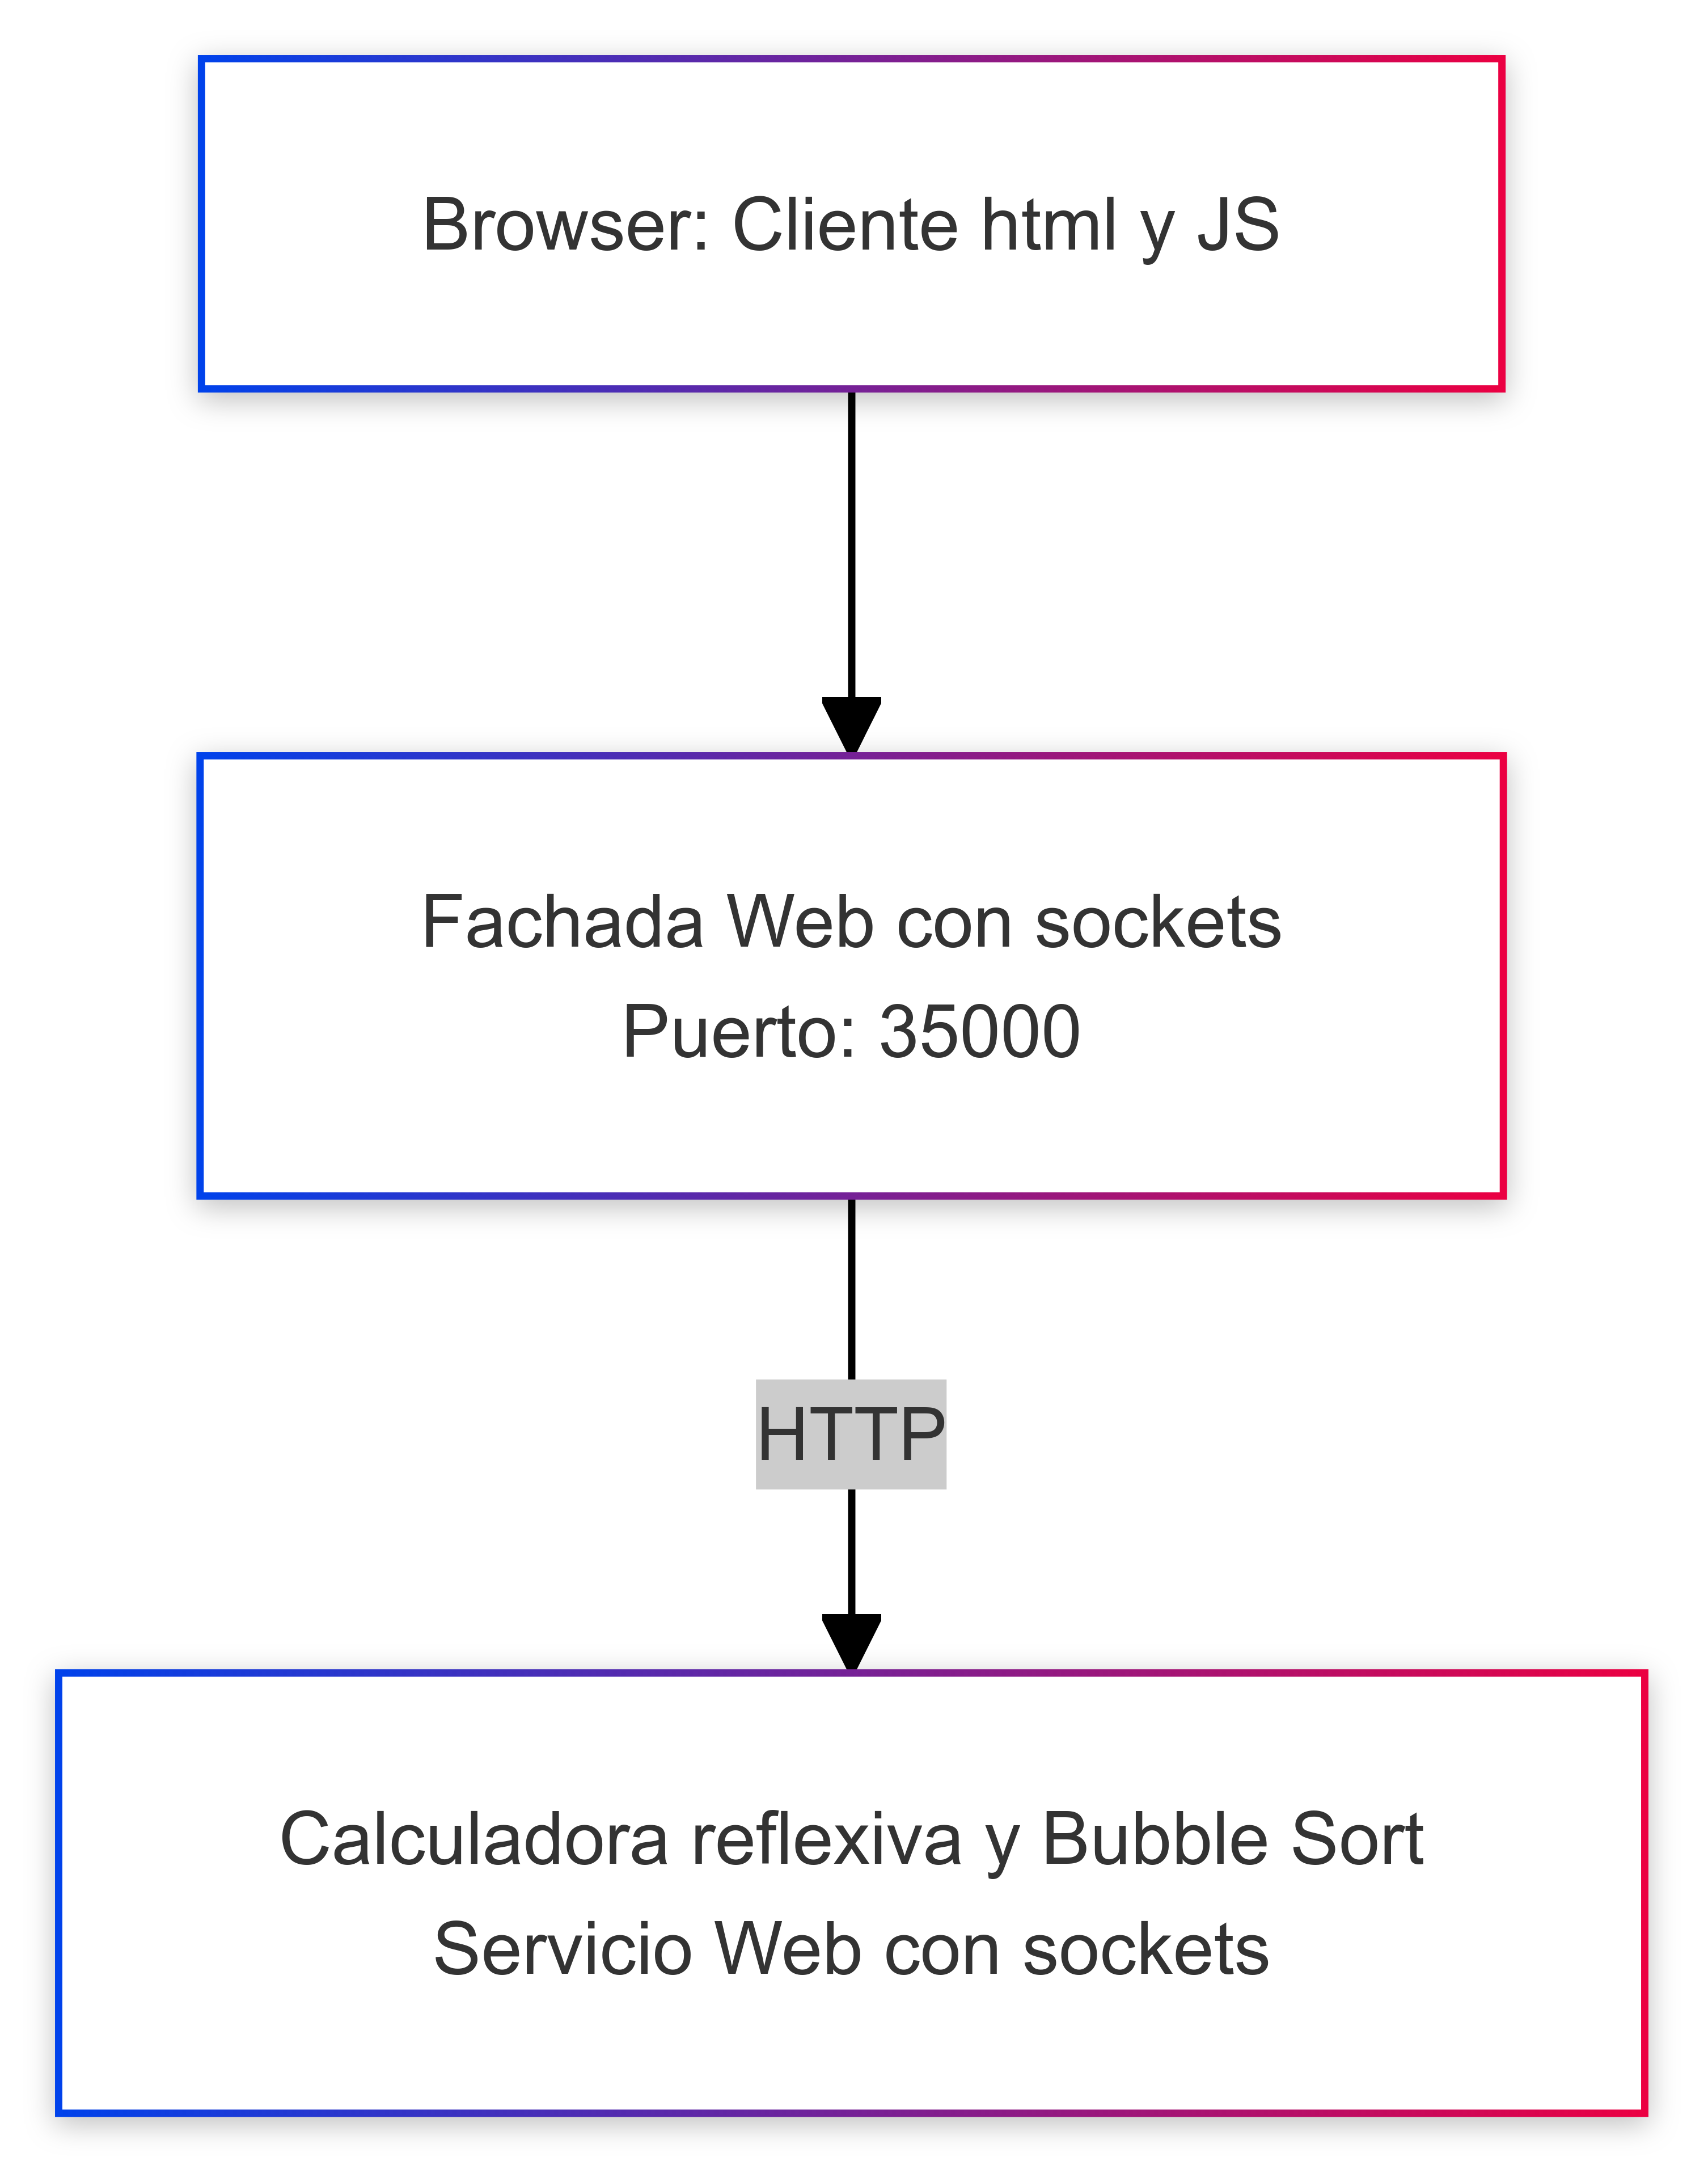 Browser: Cliente html y JS
Fachada Web con sockets
Puerto: 35000
HTTP
Calculadora reflexiva y Bubble Sort
Servicio Web con sockets